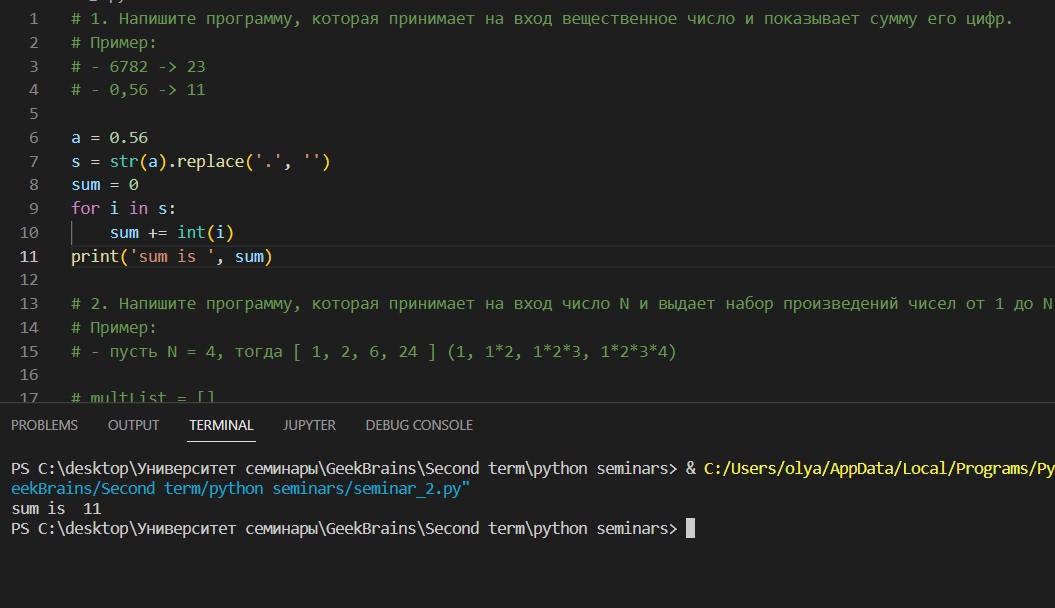 1 # 1. Напишите программу, которая принимает на вход вещественное число и показывает сумму его цифр.
2 # Пример:
3 # - 6782 -> 23
4 # - 0,56 -> 11
5
6 a = 0.56
7 s = str(a).replace('.', '')
8 sum = 0
9 for i in s:
10     sum += int(i)
11 print('sum is ', sum)
12
13 # 2. Напишите программу, которая принимает на вход число N и выдает набор произведений чисел от 1 до N
14 # Пример:
15 # - пусть N = 4, тогда [ 1, 2, 6, 24 ] (1, 1*2, 1*2*3, 1*2*3*4)
16
17 # multList = []
PROBLEMS OUTPUT TERMINAL JUPYTER DEBUG CONSOLE
PS C:\desktop\Университет семинары\GeekBrains\Second term\python seminars> & C:/Users/olya/AppData/Local/Programs/Py
eekBrains/Second term/python seminars/seminar_2.py"
sum is  11
PS C:\desktop\Университет семинары\GeekBrains\Second term\python seminars>